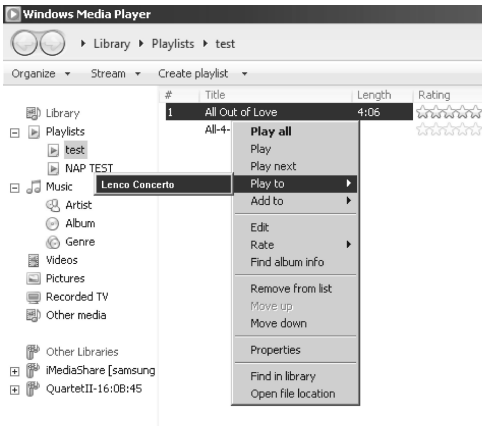 Windows Media Player
Library Playlists test
Organize Stream Create playlist
# Title Length Rating
Library
Playlists
test
NAP TEST
Music
Artist
Album
Genre
Videos
Pictures
Recorded TV
Other media
Other Libraries
iMediaShare [samsung
QuartetII-16:0B:45
1 All Out of Love 4:06
All-4-
Lenco Concerto
Play all
Play
Play next
Play to
Add to
Edit
Rate
Find album info
Remove from list
Move up
Move down
Properties
Find in library
Open file location